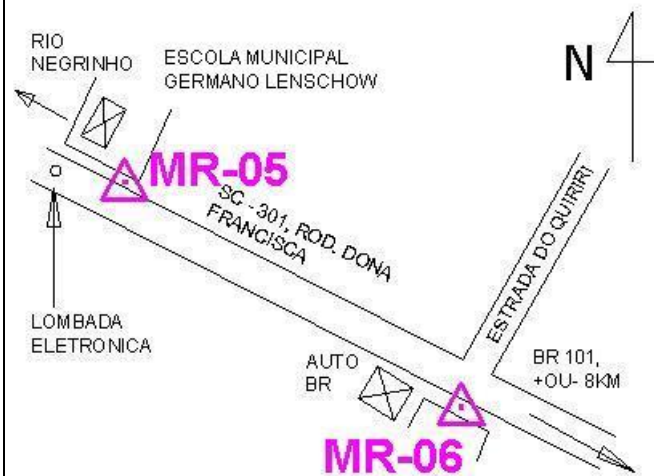 RIO
NEGRINHO
ESCOLA MUNICIPAL
GERMANO LENSCHOW
N
MR-05
SC - 301, ROD. DONA
FRANCISCA
ESTRADA DO QUIRIRI
LOMBADA
ELETRONICA
AUTO
BR
BR 101,
+OU- 8KM
MR-06